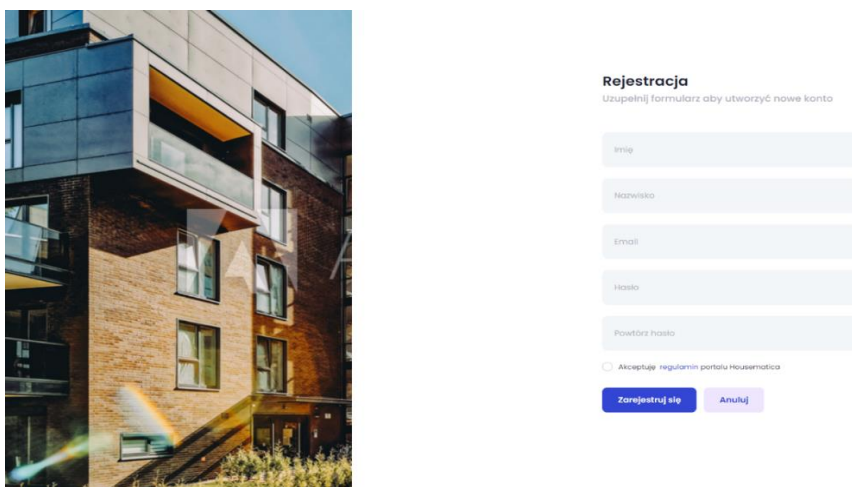 Rejestracja
Uzupełnij formularz aby utworzyć nowe konto
Imię
Nazwisko
Email
Hasło
Powtórz hasło
Akceptuję regulamin portalu Housematica
Zarejestruj się
Anuluj